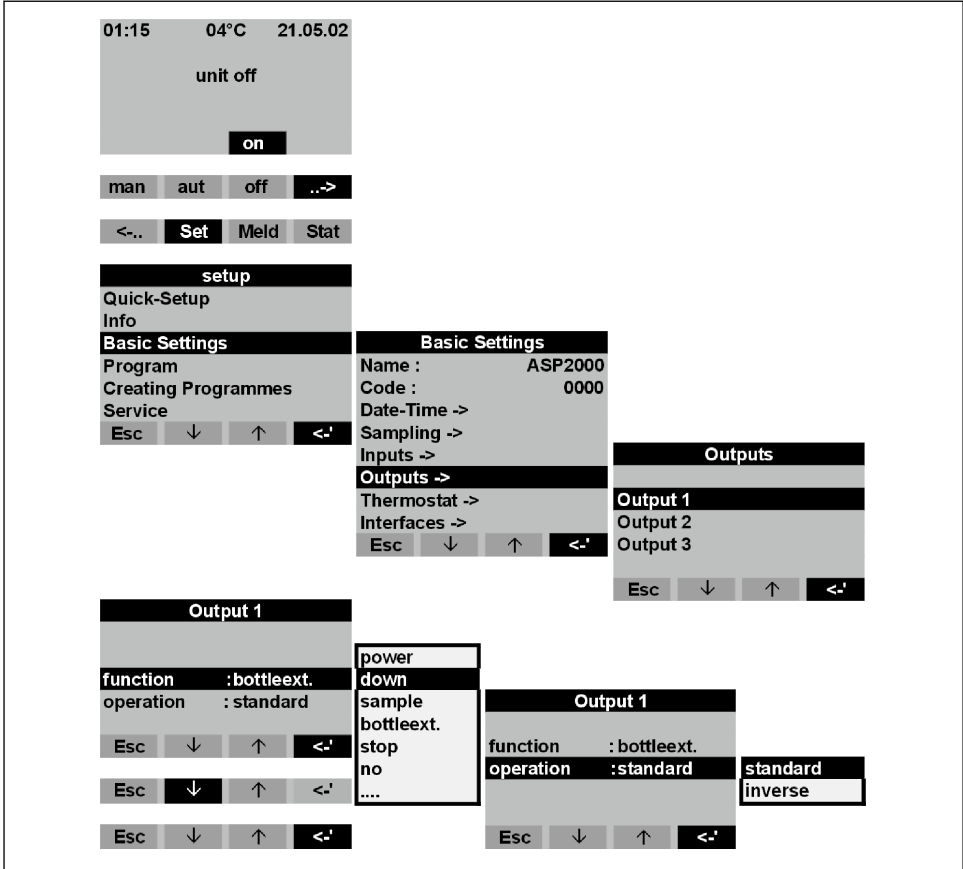 01:15 04°C 21.05.02
unit off
on
man aut off ..->
<-.. Set Meld Stat
setup
Quick-Setup
Info
Basic Settings
Program
Creating Programmes
Service
Esc ↓ ↑ <-'
Basic Settings
Name : ASP2000
Code : 0000
Date-Time ->
Sampling ->
Inputs ->
Outputs ->
Thermostat ->
Interfaces ->
Esc ↓ ↑ <-'
Outputs
Output 1
Output 2
Output 3
Esc ↓ ↑ <-'
Output 1
function :bottleext.
operation : standard
Esc ↓ ↑ <-'
Esc ↓ ↑ <-'
Esc ↓ ↑ <-'
power
down
sample
bottleext.
stop
no
....
Output 1
function : bottleext.
operation :standard
Esc ↓ ↑ <-'
standard
inverse